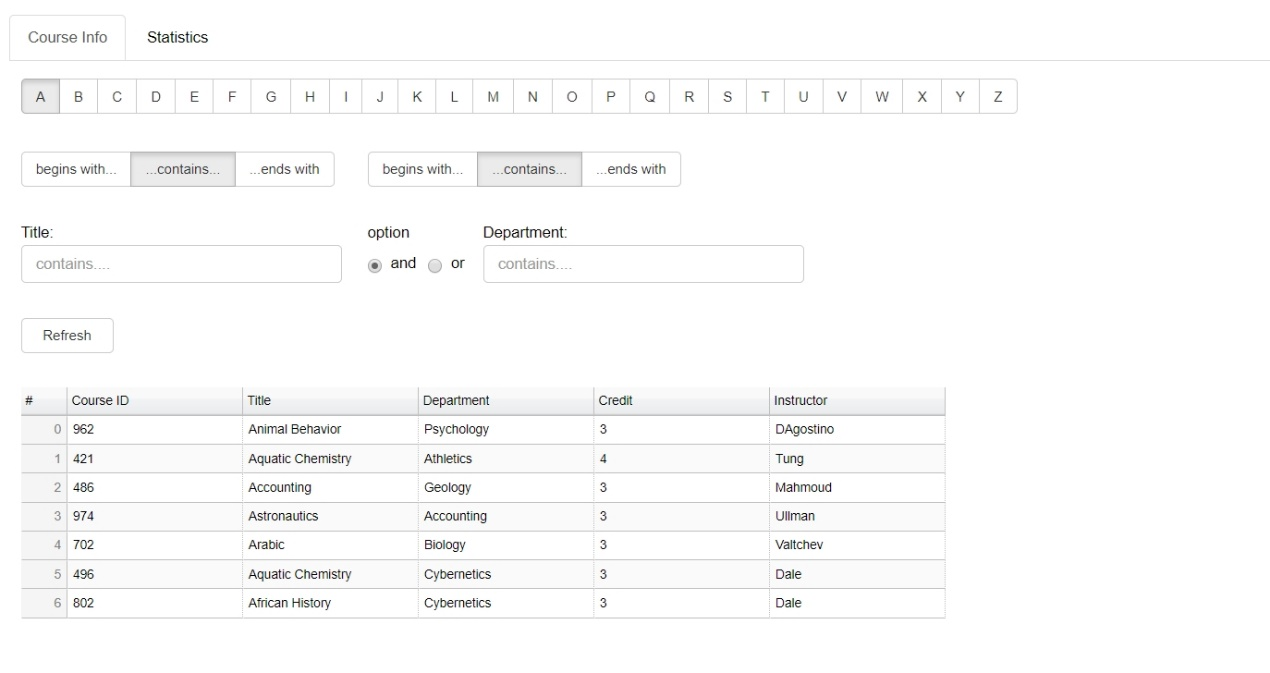 Course Info Statistics
A B C D E F G H I J K L M N O P Q R S T U V W X Y Z
begins with... ...contains... ...ends with begins with... ...contains... ...ends with
Title: option Department:
contains.... and or contains....
Refresh
# Course ID Title Department Credit Instructor
0 962 Animal Behavior Psychology 3 DAgostino
1 421 Aquatic Chemistry Athletics 4 Tung
2 486 Accounting Geology 3 Mahmoud
3 974 Astronautics Accounting 3 Ullman
4 702 Arabic Biology 3 Valtchev
5 496 Aquatic Chemistry Cybernetics 3 Dale
6 802 African History Cybernetics 3 Dale